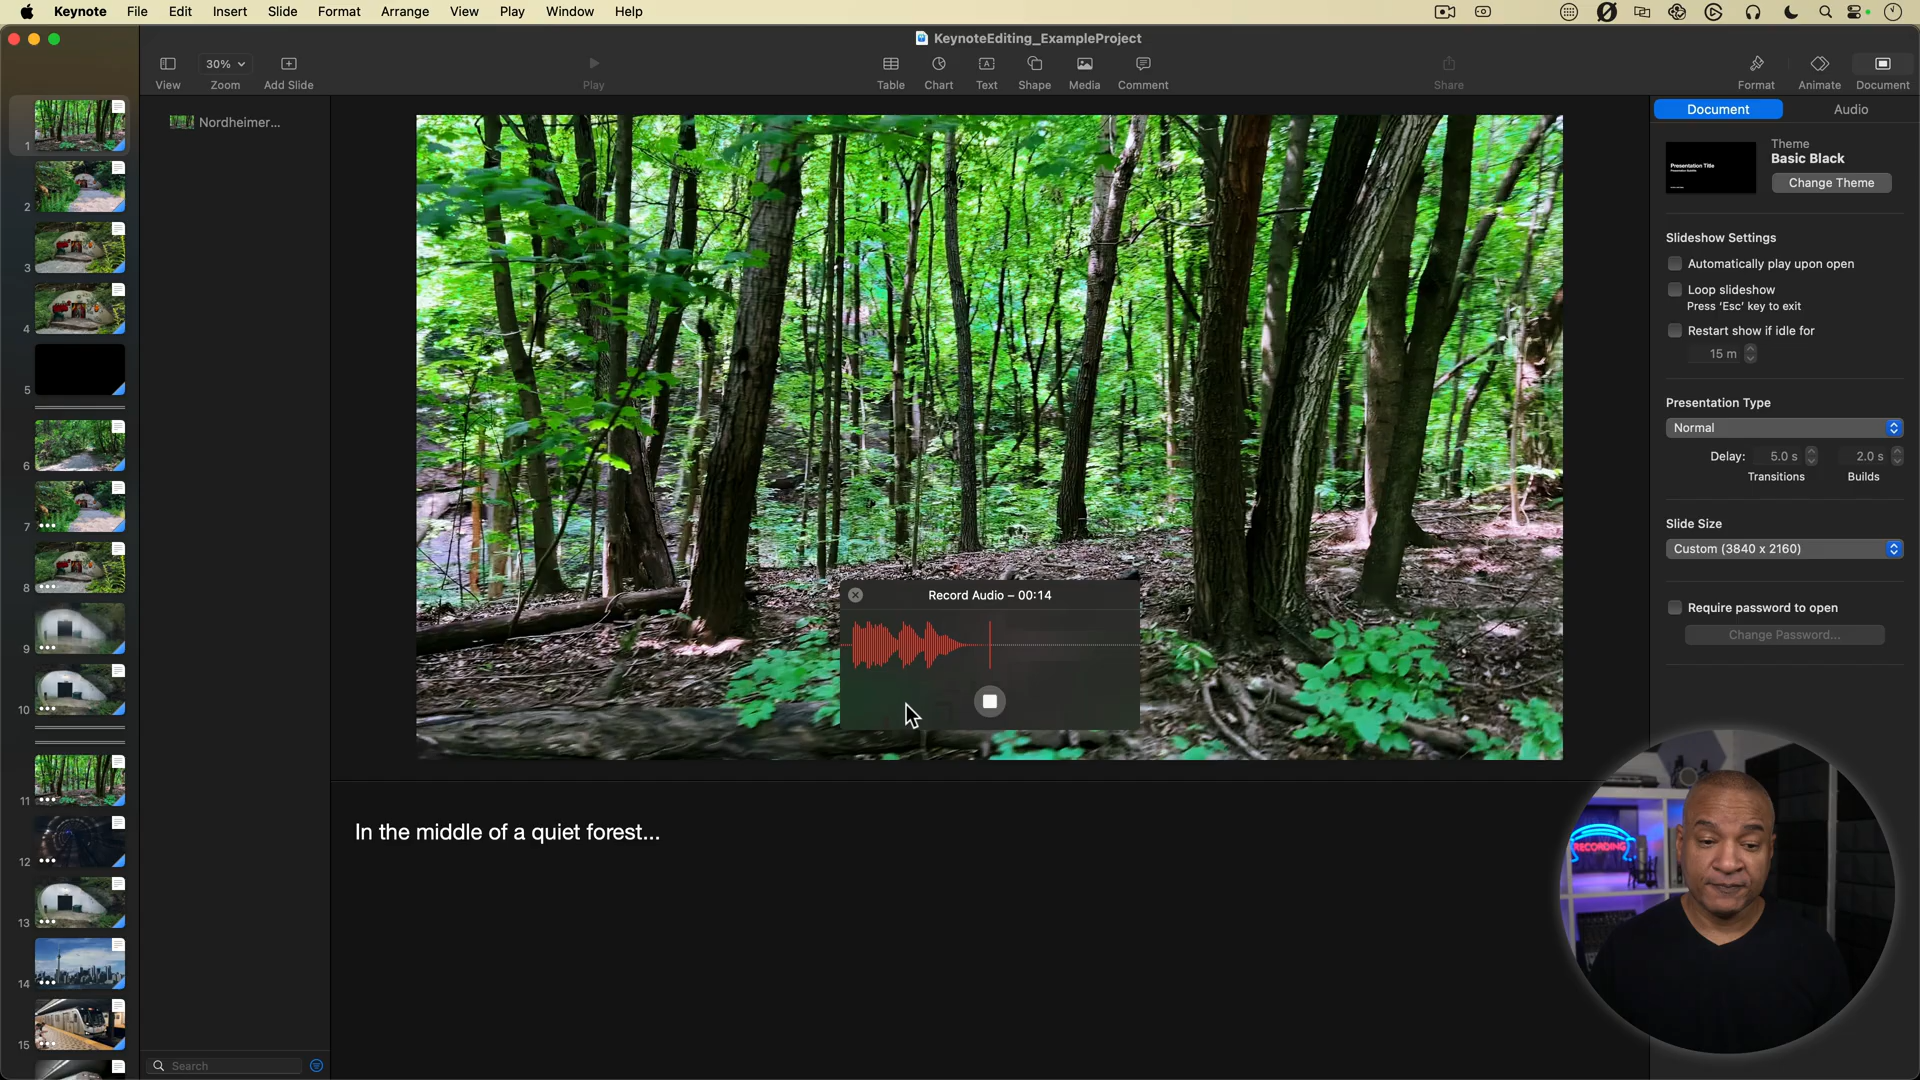 Keynote File Edit Insert Slide Format Arrange View Play Window Help
KeynoteEditing_ExampleProject
30%
View Zoom Add Slide Play Table Chart Text Shape Media Comment Share Format Animate Document
Document Audio
Nordheimer...
Theme
Basic Black
Change Theme
Presentation Title
Slideshow Settings
Automatically play upon open
Loop slideshow
Press ‘Esc’ key to exit
Restart show if idle for
15 m
Presentation Type
Normal
Delay: 5.0 s 2.0 s
Transitions Builds
Slide Size
Custom (3840 x 2160)
Require password to open
Change Password...
Record Audio – 00:14
In the middle of a quiet forest...
RECORDING
1
2
3
4
5
6
7
8
9
10
11
12
13
14
15
Search